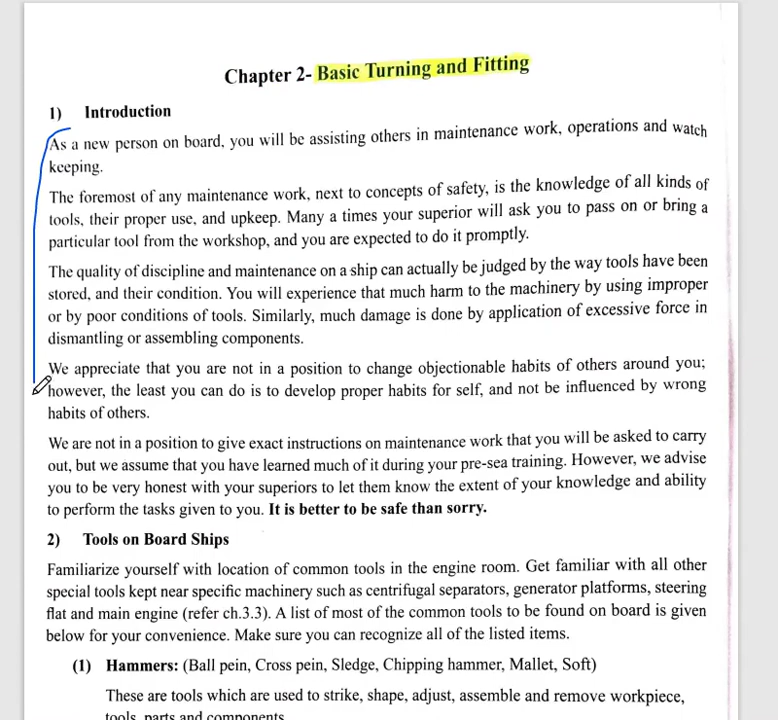 Chapter 2- Basic Turning and Fitting
1) Introduction
As a new person on board, you will be assisting others in maintenance work, operations and watch
keeping.
The foremost of any maintenance work, next to concepts of safety, is the knowledge of all kinds of
tools, their proper use, and upkeep. Many a times your superior will ask you to pass on or bring a
particular tool from the workshop, and you are expected to do it promptly.
The quality of discipline and maintenance on a ship can actually be judged by the way tools have been
stored, and their condition. You will experience that much harm to the machinery by using improper
or by poor conditions of tools. Similarly, much damage is done by application of excessive force in
dismantling or assembling components.
We appreciate that you are not in a position to change objectionable habits of others around you;
however, the least you can do is to develop proper habits for self, and not be influenced by wrong
habits of others.
We are not in a position to give exact instructions on maintenance work that you will be asked to carry
out, but we assume that you have learned much of it during your pre-sea training. However, we advise
you to be very honest with your superiors to let them know the extent of your knowledge and ability
to perform the tasks given to you. It is better to be safe than sorry.
2) Tools on Board Ships
Familiarize yourself with location of common tools in the engine room. Get familiar with all other
special tools kept near specific machinery such as centrifugal separators, generator platforms, steering
flat and main engine (refer ch.3.3). A list of most of the common tools to be found on board is given
below for your convenience. Make sure you can recognize all of the listed items.
(1) Hammers: (Ball pein, Cross pein, Sledge, Chipping hammer, Mallet, Soft)
These are tools which are used to strike, shape, adjust, assemble and remove workpiece,
tools, parts and components